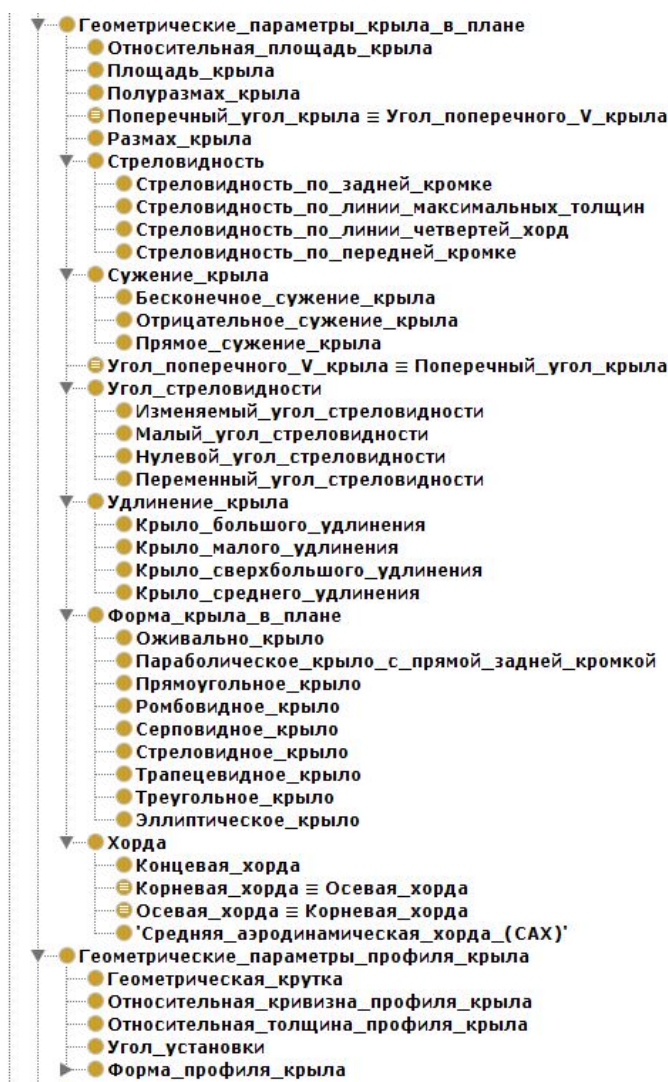 Геометрические_параметры_крыла_в_плане
Относительная_площадь_крыла
Площадь_крыла
Полуразмах_крыла
Поперечный_угол_крыла ≡ Угол_поперечного_V_крыла
Размах_крыла
Стреловидность
Стреловидность_по_задней_кромке
Стреловидность_по_линии_максимальных_толщин
Стреловидность_по_линии_четвертей_хорд
Стреловидность_по_передней_кромке
Сужение_крыла
Бесконечное_сужение_крыла
Отрицательное_сужение_крыла
Прямое_сужение_крыла
Угол_поперечного_V_крыла ≡ Поперечный_угол_крыла
Угол_стреловидности
Изменяемый_угол_стреловидности
Малый_угол_стреловидности
Нулевой_угол_стреловидности
Переменный_угол_стреловидности
Удлинение_крыла
Крыло_большого_удлинения
Крыло_малого_удлинения
Крыло_сверхбольшого_удлинения
Крыло_среднего_удлинения
Форма_крыла_в_плане
Оживально_крыло
Параболическое_крыло_с_прямой_задней_кромкой
Прямоугольное_крыло
Ромбовидное_крыло
Серповидное_крыло
Стреловидное_крыло
Трапецевидное_крыло
Треугольное_крыло
Эллиптическое_крыло
Хорда
Концевая_хорда
Корневая_хорда ≡ Осевая_хорда
Осевая_хорда ≡ Корневая_хорда
'Средняя_аэродинамическая_хорда_(САХ)'
Геометрические_параметры_профиля_крыла
Геометрическая_крутка
Относительная_кривизна_профиля_крыла
Относительная_толщина_профиля_крыла
Угол_установки
Форма_профиля_крыла